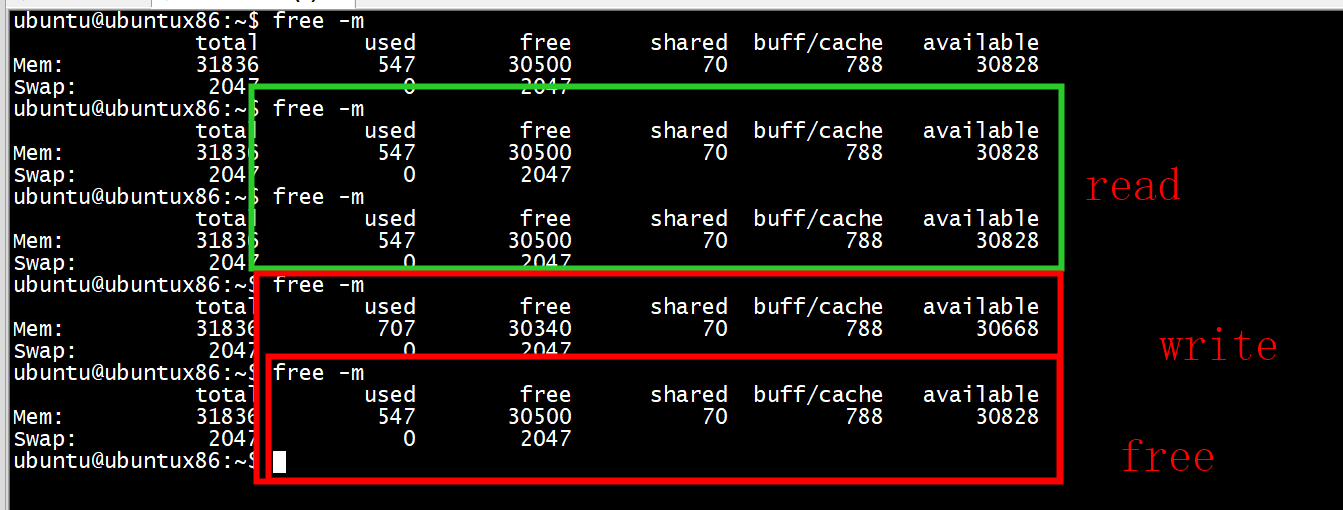 ubuntu@ubuntux86:~$ free -m
total used free shared buff/cache available
Mem: 31836 547 30500 70 788 30828
Swap: 2047 0 2047
ubuntu@ubuntux86:~$ free -m
total used free shared buff/cache available
Mem: 31836 547 30500 70 788 30828
Swap: 2047 0 2047
read
ubuntu@ubuntux86:~$ free -m
total used free shared buff/cache available
Mem: 31836 547 30500 70 788 30828
Swap: 2047 0 2047
ubuntu@ubuntux86:~$ free -m
total used free shared buff/cache available
Mem: 31836 707 30340 70 788 30668
write
Swap: 2047 0 2047
ubuntu@ubuntux86:~$ free -m
total used free shared buff/cache available
Mem: 31836 547 30500 70 788 30828
Swap: 2047 0 2047
free
ubuntu@ubuntux86:~$